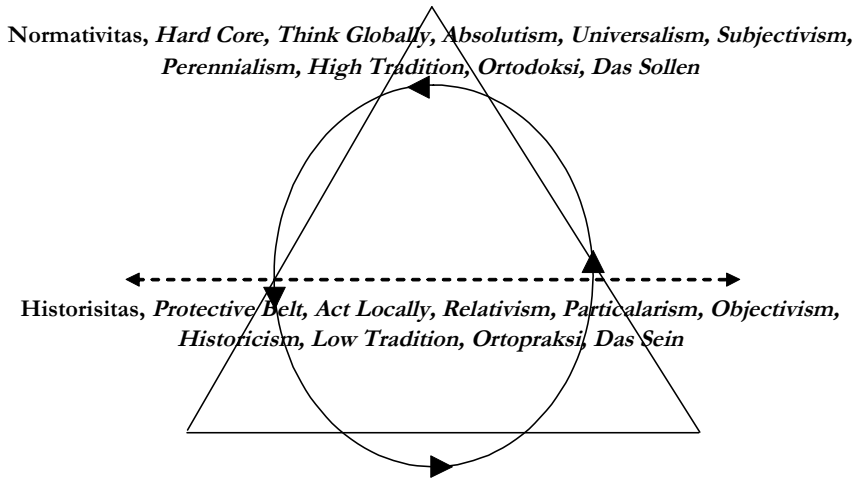 Normativitas, Hard Core, Think Globally, Absolutism, Universalism, Subjectivism,
Perennialism, High Tradition, Ortodoksi, Das Sollen
Historisitas, Protective Belt, Act Locally, Relativism, Particalarism, Objectivism,
Historicism, Low Tradition, Ortopraksi, Das Sein